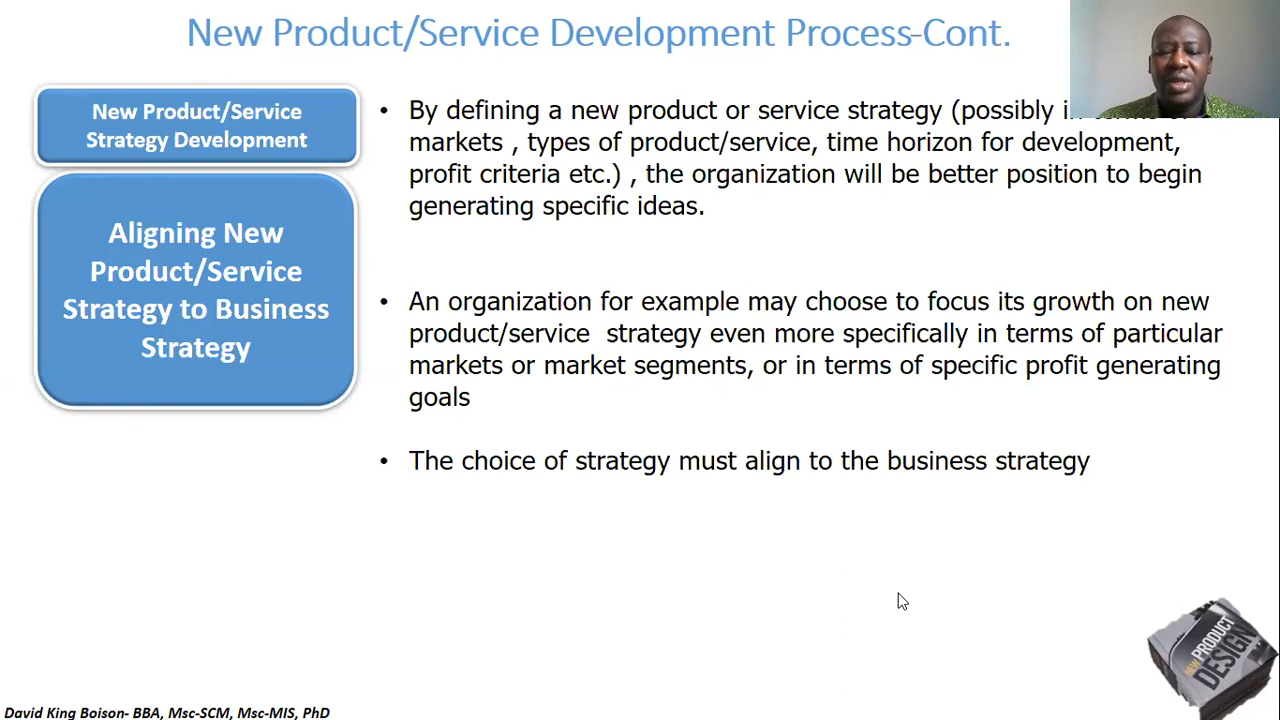 New Product/Service Development Process-Cont.
New Product/Service
Strategy Development
Aligning New
Product/Service
Strategy to Business
Strategy
• By defining a new product or service strategy (possibly
markets , types of product/service, time horizon for development,
profit criteria etc.) , the organization will be better position to begin
generating specific ideas.
• An organization for example may choose to focus its growth on new
product/service strategy even more specifically in terms of particular
markets or market segments, or in terms of specific profit generating
goals
• The choice of strategy must align to the business strategy
NEW PRODUCT
DESIGN
David King Boison- BBA, Msc-SCM, Msc-MIS, PhD